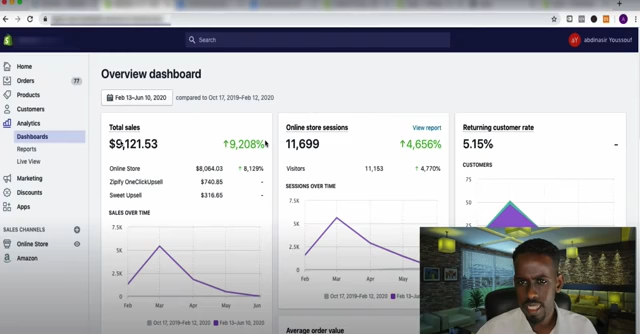 Search
abdinasir Youssouf
Home
Orders 77
Products
Customers
Analytics
Dashboards
Reports
Live View
Marketing
Discounts
Apps
SALES CHANNELS
Online Store
Amazon
Overview dashboard
Feb 13–Jun 10, 2020 compared to Oct 17, 2019–Feb 12, 2020
Total sales
$9,121.53 ↑9,208%
Online Store $8,064.03 ↑ 8,129%
Zipify OneClickUpsell $740.85 -
Sweet Upsell $316.65 -
SALES OVER TIME
7.5K
5K
2.5K
0
Feb Mar Apr May Jun
Oct 17, 2019–Feb 12, 2020 Feb 13–Jun 10, 2020
Online store sessions View report
11,699 ↑4,656%
Visitors 11,153 ↑ 4,770%
SESSIONS OVER TIME
7.5K
5K
2.5K
0
Feb Mar Apr May
Oct 17, 2019–Feb 12, 2020 Feb 13–
Average order value
Returning customer rate
5.15% -
CUSTOMERS
75
50
25